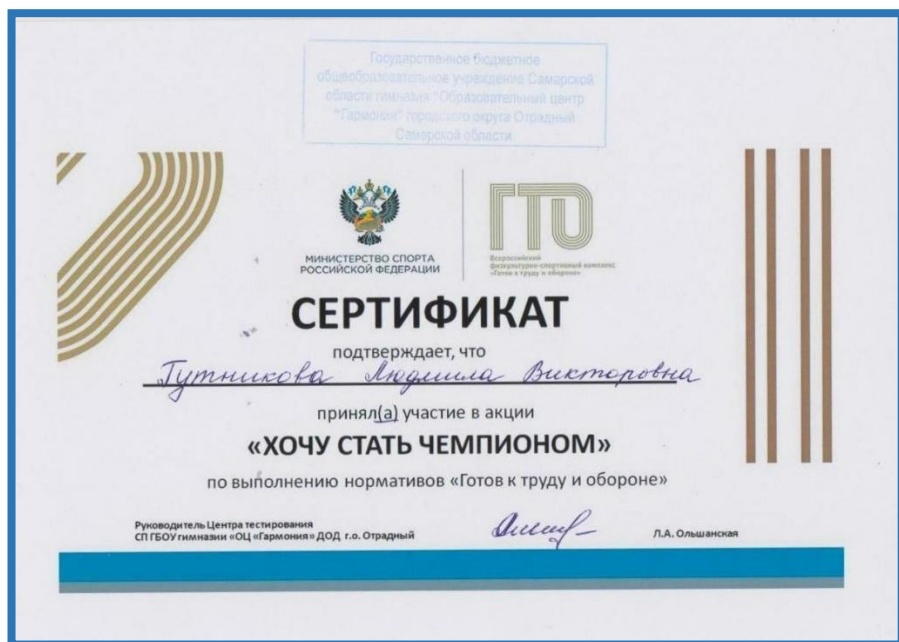 Государственное бюджетное
общеобразовательное учреждение Самарской
области гимназия "Образовательный центр
"Гармония" городского округа Отрадный
Самарской области
МИНИСТЕРСТВО СПОРТА
РОССИЙСКОЙ ФЕДЕРАЦИИ
ГТО
Всероссийский
физкультурно-спортивный комплекс
«Готов к труду и обороне»
СЕРТИФИКАТ
подтверждает, что
Гутникова Людмила Викторовна
принял(а) участие в акции
«ХОЧУ СТАТЬ ЧЕМПИОНОМ»
по выполнению нормативов «Готов к труду и обороне»
Руководитель Центра тестирования
СП ГБОУ гимназии «ОЦ «Гармония» ДОД г.о. Отрадный
Л.А. Ольшанская